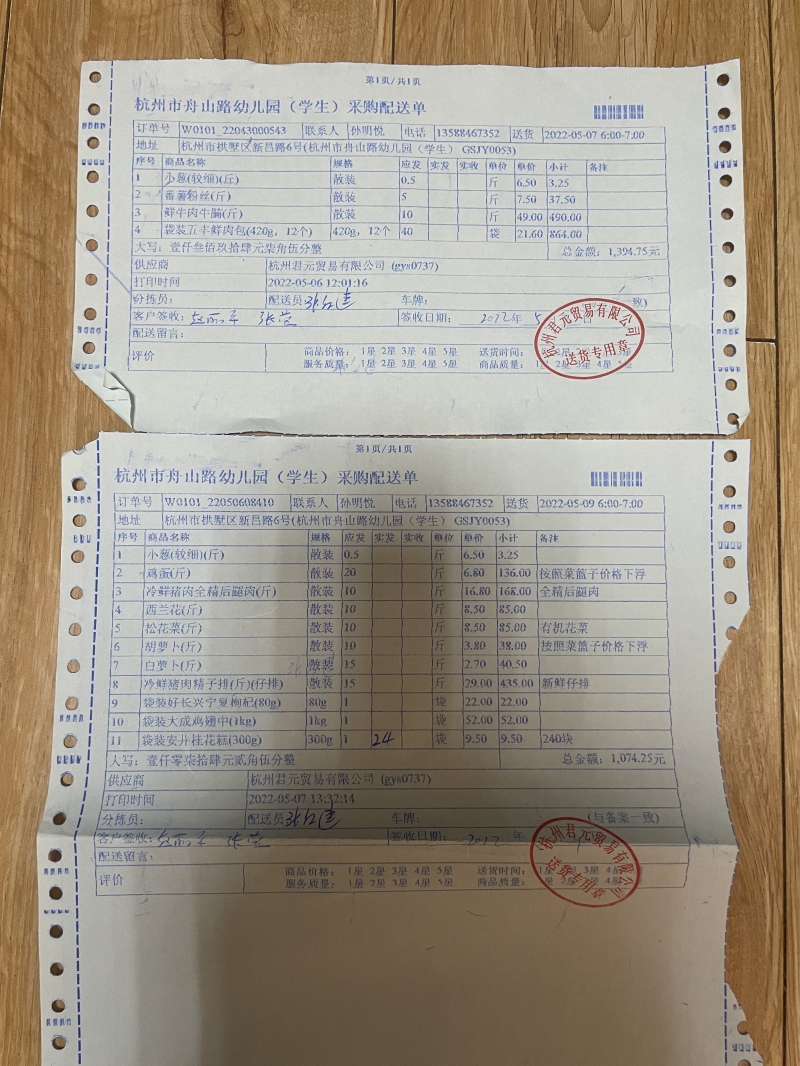 第1页/共1页
杭州市舟山路幼儿园（学生）采购配送单
订单号 W0101_22043000543 联系人 孙明悦 电话 13588467352 送货 2022-05-07 6:00-7:00
地址 杭州市拱墅区新昌路6号(杭州市舟山路幼儿园（学生） GSJY0053)
序号 商品名称 规格 应发 实发 实收 单位 单价 小计 备注
1 小葱(较细)(斤) 散装 0.5 斤 6.50 3.25
2 番薯粉丝(斤) 散装 5 斤 7.50 37.50
3 鲜牛肉牛腩(斤) 散装 10 斤 49.00 490.00
4 袋装五丰鲜肉包(420g, 12个) 420g, 12个 40 袋 21.60 864.00
大写：壹仟叁佰玖拾肆元柒角伍分整 总金额：1,394.75元
供应商 杭州君元贸易有限公司 (gys0737)
打印时间 2022-05-06 12:01:16
分拣员： 配送员 车牌： 一致)
客户签收： 签收日期： 2022年 5
配送留言：
评价 商品价格： 1星 2星 3星 4星 5星 送货时间： 3星 4星 5星
服务质量： 1星 2星 3星 4星 5星 商品质量： 1星 2星 3星 4星 5星
杭州君元贸易有限公司
送货专用章
第1页/共1页
杭州市舟山路幼儿园（学生）采购配送单
订单号 W0101_22050608410 联系人 孙明悦 电话 13588467352 送货 2022-05-09 6:00-7:00
地址 杭州市拱墅区新昌路6号(杭州市舟山路幼儿园（学生） GSJY0053)
序号 商品名称 规格 应发 实发 实收 单位 单价 小计 备注
1 小葱(较细)(斤) 散装 0.5 斤 6.50 3.25
2 鸡蛋(斤) 散装 20 斤 6.80 136.00 按照菜篮子价格下浮
3 冷鲜猪肉全精后腿肉(斤) 散装 10 斤 16.80 168.00 全精后腿肉
4 西兰花(斤) 散装 10 斤 8.50 85.00
5 松花菜(斤) 散装 10 斤 8.50 85.00 有机花菜
6 胡萝卜(斤) 散装 10 斤 3.80 38.00 按照菜篮子价格下浮
7 白萝卜(斤) 散装 15 斤 2.70 40.50
8 冷鲜猪肉精子排(斤)(仔排) 散装 15 斤 29.00 435.00 新鲜仔排
9 袋装好长兴宁夏枸杞(80g) 80g 1 袋 22.00 22.00
10 袋装大成鸡翅中(1kg) 1kg 1 袋 52.00 52.00
11 袋装安井桂花糕(300g) 300g 1 24 袋 9.50 9.50 240块
大写：壹仟零柒拾肆元贰角伍分整 总金额：1,074.25元
供应商 杭州君元贸易有限公司 (gys0737)
打印时间 2022-05-07 13:32:14
分拣员： 配送员 车牌： (与备案一致)
客户签收： 签收日期： 2022 年
配送留言：
评价 商品价格： 1星 2星 3星 4星 5星 送货时间： 1星 3星 4星
服务质量： 1星 2星 3星 4星 5星 商品质量： 1星 2星 4星
杭州君元贸易有限公司
送货专用章